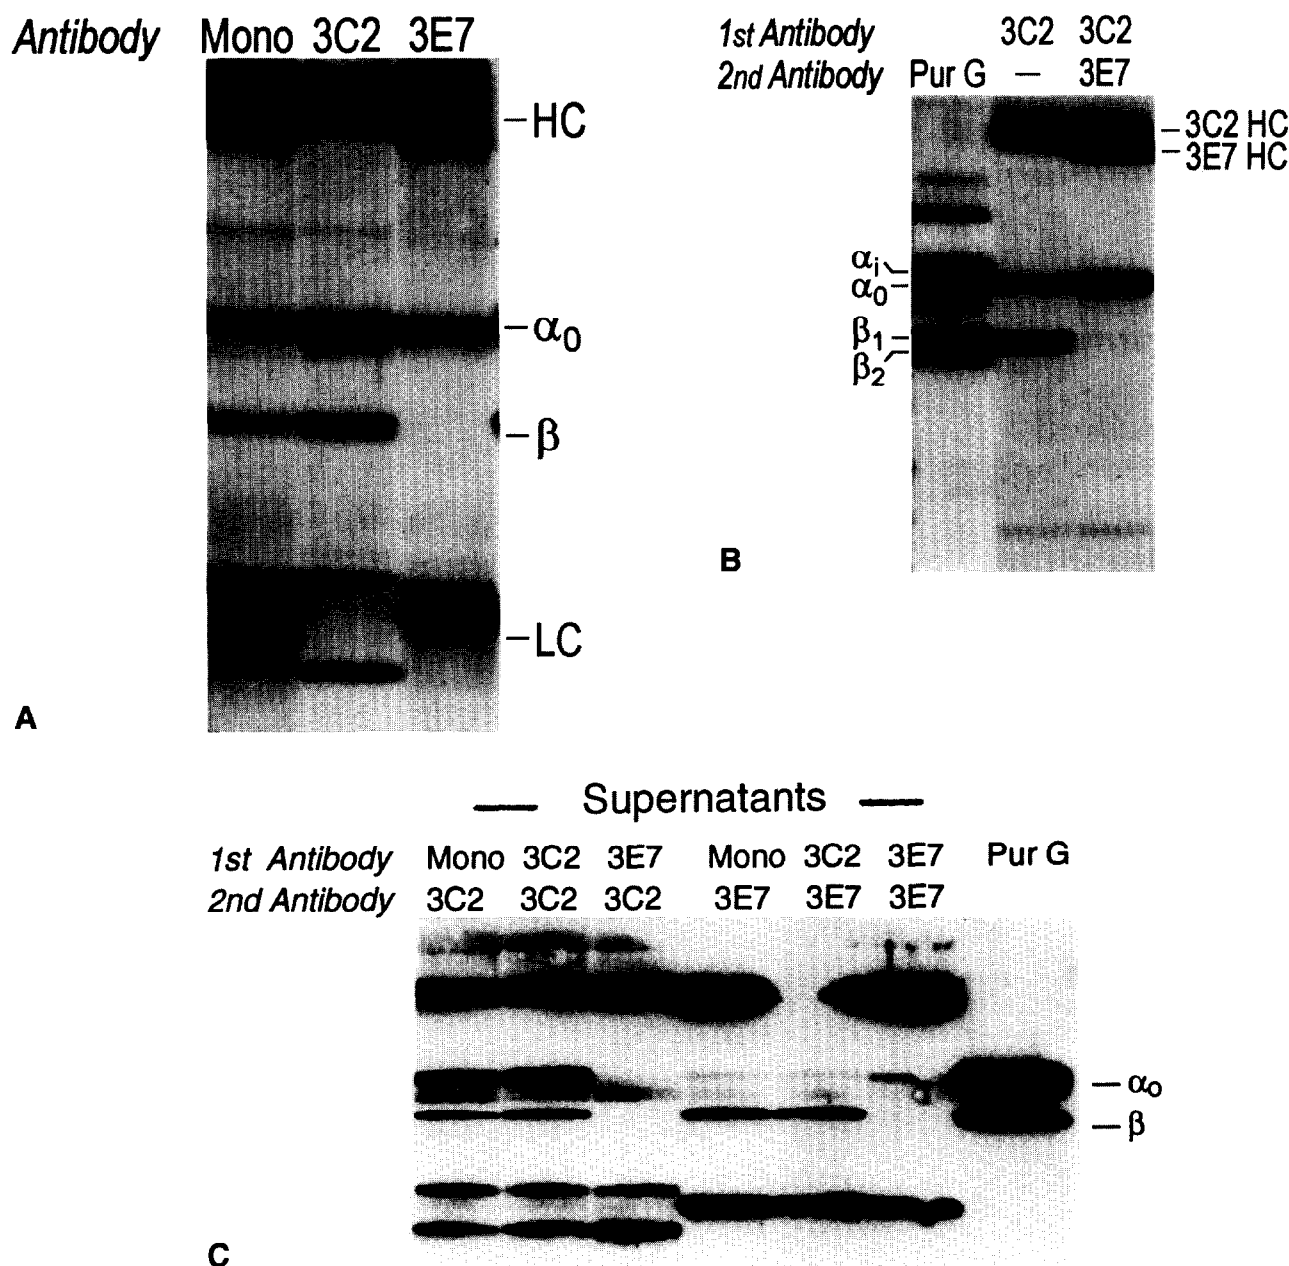 Antibody Mono 3C2 3E7
HC
α0
β
LC
A
1st Antibody 3C2 3C2
2nd Antibody Pur G — 3E7
3C2 HC
3E7 HC
αi
α0
β1
β2
B
— Supernatants —
1st Antibody Mono 3C2 3E7 Mono 3C2 3E7 Pur G
2nd Antibody 3C2 3C2 3C2 3E7 3E7 3E7
αo
β
C